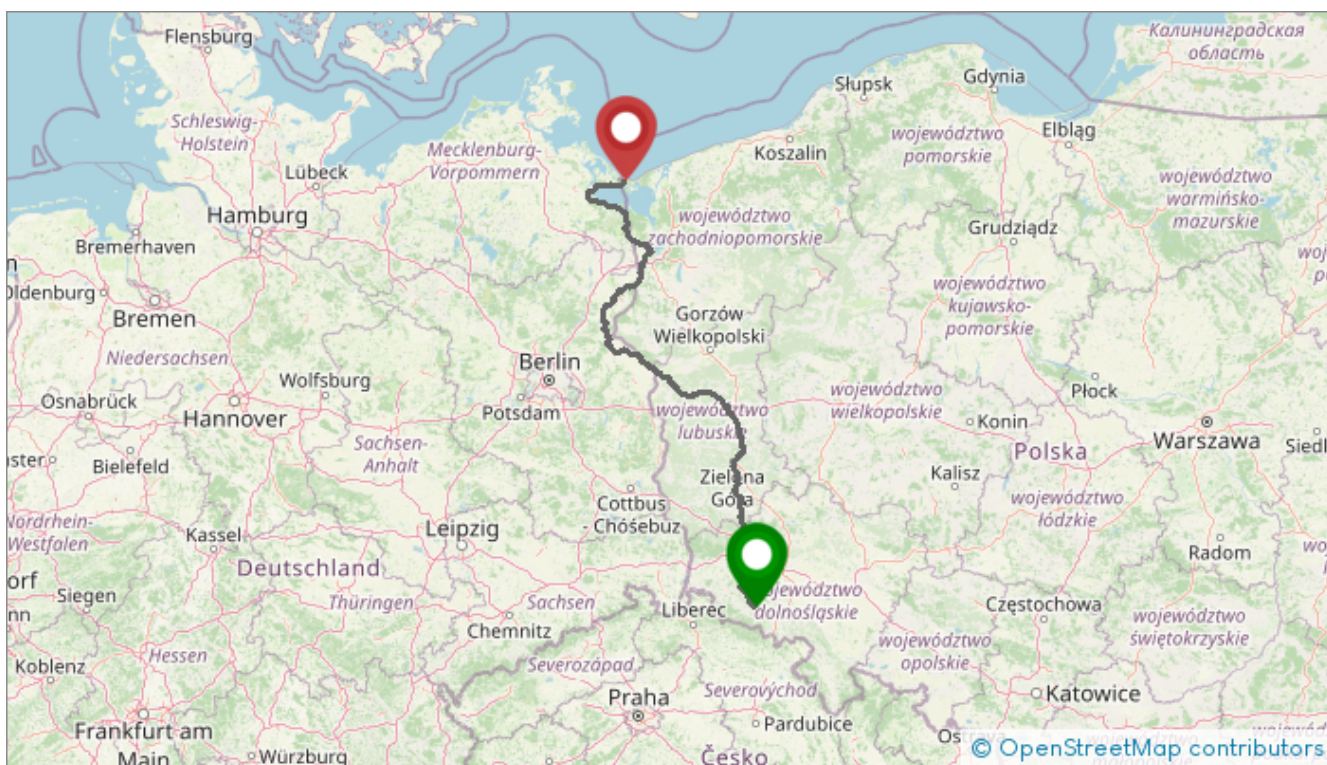 Flensburg
Калининградская
область
Słupsk
Gdynia
Schleswig-
Holstein
Mecklenburg-
Vorpommern
Koszalin
województwo
pomorskie
Elbląg
Lübeck
województwo
warmińsko-
mazurskie
Hamburg
województwo
zachodniopomorskie
Grudziądz
Bremerhaven
Oldenburg
Bremen
województwo
kujawsko-
pomorskie
Gorzów
Wielkopolski
Niedersachsen
Berlin
Wolfsburg
Płock
Osnabrück
Hannover
Potsdam
województwo
lubuskie
województwo
wielkopolskie
Konin
Warszawa
Sachsen-
Anhalt
Polska
Bielefeld
Zielona
Góra
Kalisz
Cottbus
- Chóśebuz
województwo
łódzkie
Nordrhein-
Westfalen
Leipzig
Kassel
Radom
Deutschland
województwo
dolnośląskie
Siegen
Thüringen
Sachsen
Liberec
Częstochowa
Chemnitz
województwo
opolskie
województwo
świętokrzyskie
Hessen
Koblenz
Severozápad
Praha
Severovýchod
Katowice
Frankfurt am
Main
Pardubice
Würzburg
Česko
© OpenStreetMap contributors